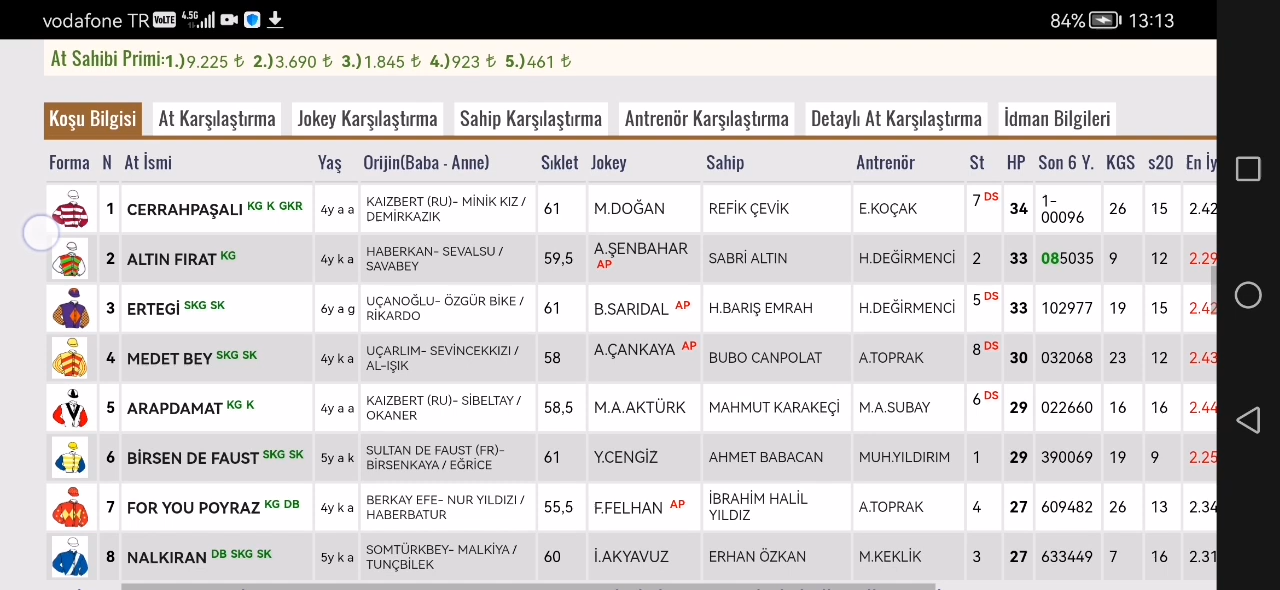 vodafone TR VoLTE 4.5G 84% 13:13
At Sahibi Primi:1.)9.225 ₺ 2.)3.690 ₺ 3.)1.845 ₺ 4.)923 ₺ 5.)461 ₺
Koşu Bilgisi At Karşılaştırma Jokey Karşılaştırma Sahip Karşılaştırma Antrenör Karşılaştırma Detaylı At Karşılaştırma İdman Bilgileri
Forma N At İsmi Yaş Orijin(Baba - Anne) Sıklet Jokey Sahip Antrenör St HP Son 6 Y. KGS s20 En İy
1 CERRAHPAŞALI KG K GKR 4y a a KAIZBERT (RU)- MİNİK KIZ / DEMİRKAZIK 61 M.DOĞAN REFİK ÇEVİK E.KOÇAK 7 DS 34 1-00096 26 15 2.42
2 ALTIN FIRAT KG 4y k a HABERKAN- SEVALSU / SAVABEY 59,5 A.ŞENBAHAR AP SABRİ ALTIN H.DEĞİRMENCİ 2 33 085035 9 12 2.29
3 ERTEGİ SKG SK 6y a g UÇANOĞLU- ÖZGÜR BİKE / RİKARDO 61 B.SARIDAL AP H.BARIŞ EMRAH H.DEĞİRMENCİ 5 DS 33 102977 19 15 2.42
4 MEDET BEY SKG SK 4y k a UÇARLIM- SEVİNCEKKIZI / AL-IŞIK 58 A.ÇANKAYA AP BUBO CANPOLAT A.TOPRAK 8 DS 30 032068 23 12 2.43
5 ARAPDAMAT KG K 4y a a KAIZBERT (RU)- SİBELTAY / OKANER 58,5 M.A.AKTÜRK MAHMUT KARAKEÇİ M.A.SUBAY 6 DS 29 022660 16 16 2.44
6 BİRSEN DE FAUST SKG SK 5y a k SULTAN DE FAUST (FR)- BİRSENKAYA / EĞRİCE 61 Y.CENGİZ AHMET BABACAN MUH.YILDIRIM 1 29 390069 19 9 2.25
7 FOR YOU POYRAZ KG DB 4y k a BERKAY EFE- NUR YILDIZI / HABERBATUR 55,5 F.FELHAN AP İBRAHİM HALİL YILDIZ A.TOPRAK 4 27 609482 26 13 2.34
8 NALKIRAN DB SKG SK 5y k a SOMTÜRKBEY- MALKİYA / TUNÇBİLEK 60 İ.AKYAVUZ ERHAN ÖZKAN M.KEKLİK 3 27 633449 7 16 2.31